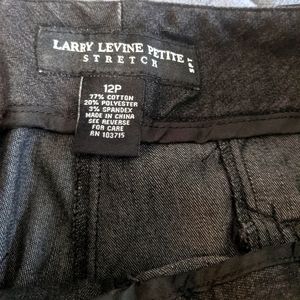 LARRY LEVINE PETITE
STRETCH
SPT
12P
77% COTTON
20% POLYESTER
3% SPANDEX
MADE IN CHINA
SEE REVERSE
FOR CARE
RN 103715